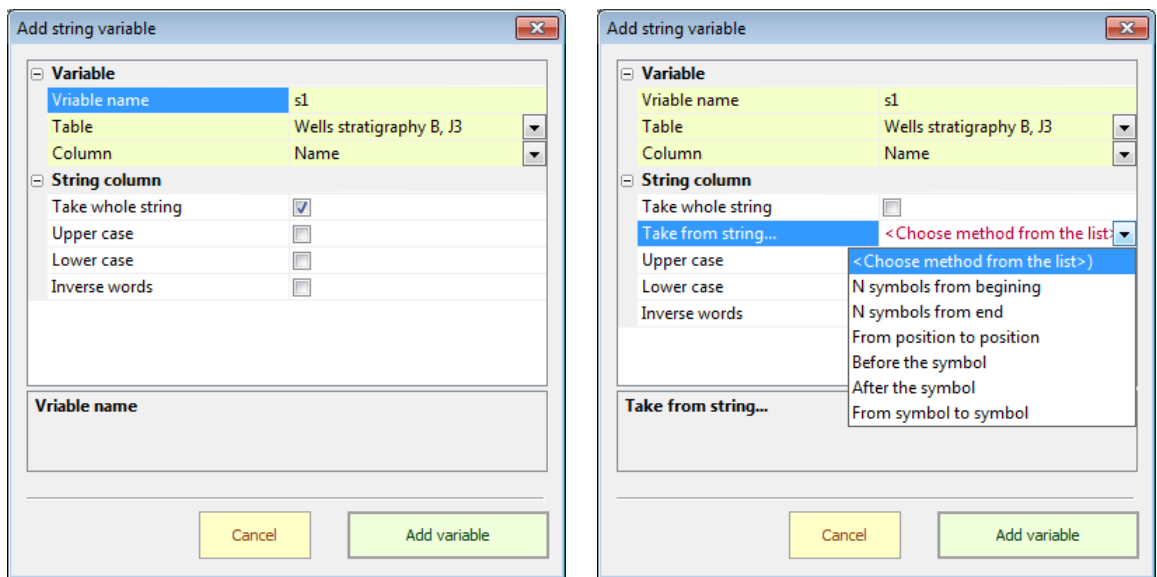 Add string variable
Variable
Vriable name s1
Table Wells stratigraphy B, J3
Column Name
String column
Take whole string
Upper case
Lower case
Inverse words
Vriable name
Cancel Add variable
Add string variable
Variable
Vriable name s1
Table Wells stratigraphy B, J3
Column Name
String column
Take whole string
Take from string... <Choose method from the list>
Upper case <Choose method from the list>)
Lower case N symbols from begining
Inverse words N symbols from end
From position to position
Before the symbol
After the symbol
From symbol to symbol
Take from string...
Cancel Add variable